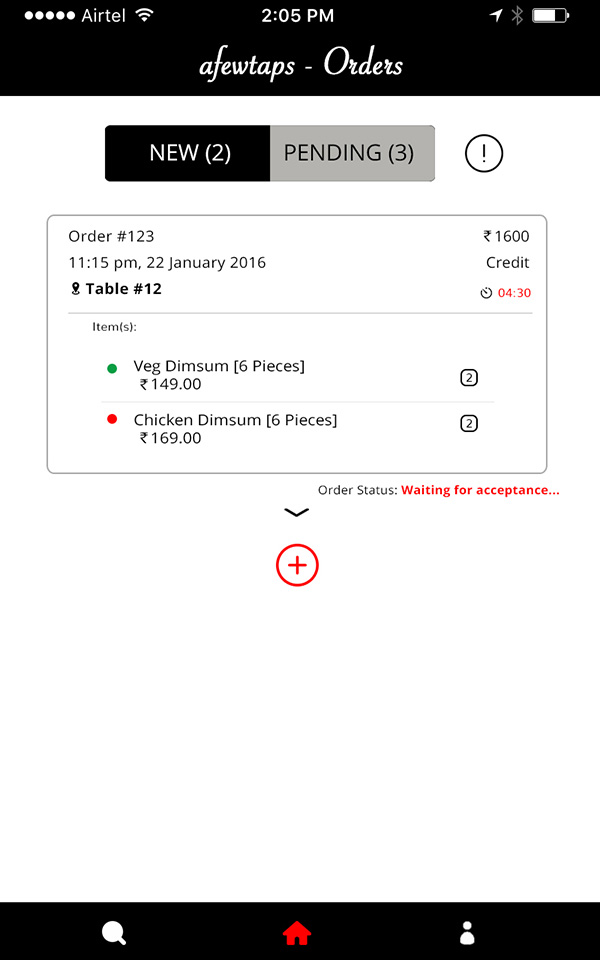 Airtel 2:05 PM
afewtaps - Orders
NEW (2) PENDING (3) !
Order #123 ₹1600
11:15 pm, 22 January 2016 Credit
Table #12 04:30
Item(s):
Veg Dimsum [6 Pieces]
₹149.00 2
Chicken Dimsum [6 Pieces]
₹169.00 2
Order Status: Waiting for acceptance...